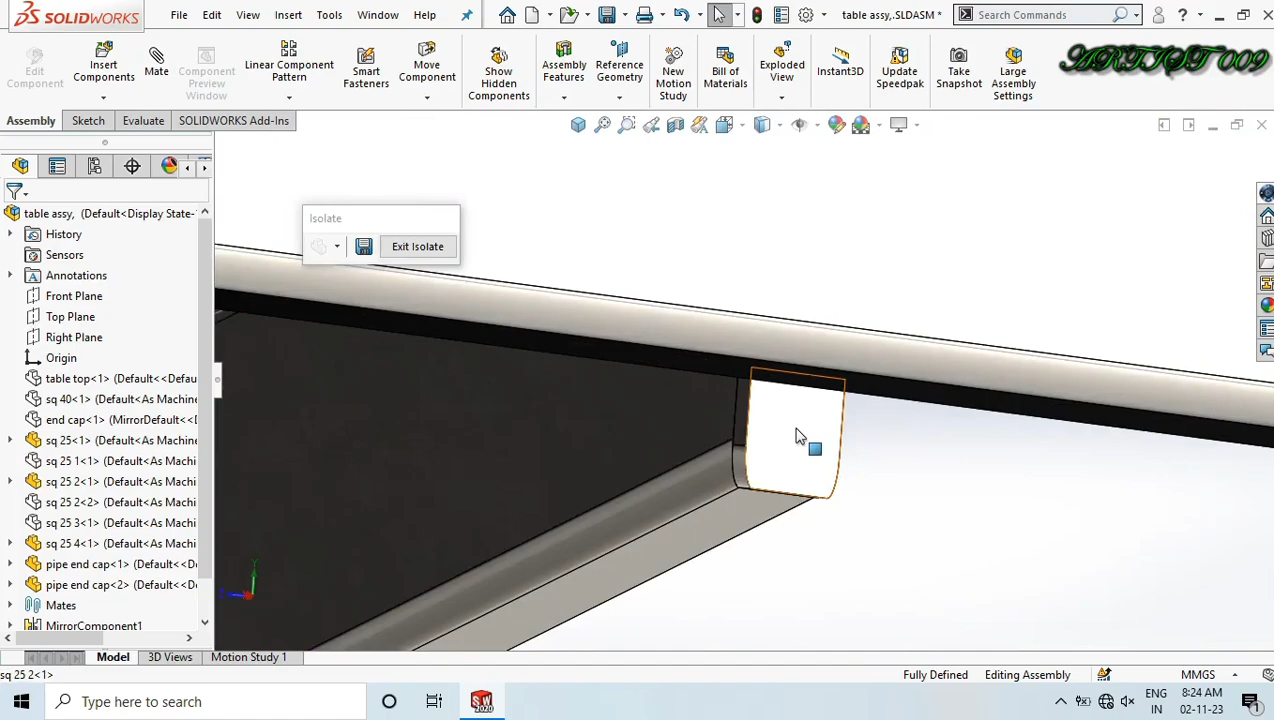 SOLIDWORKS
File Edit View Insert Tools Window Help
table assy,.SLDASM *
Search Commands
ARTIST 009
Edit Component
Insert Components
Mate
Component Preview Window
Linear Component Pattern
Smart Fasteners
Move Component
Show Hidden Components
Assembly Features
Reference Geometry
New Motion Study
Bill of Materials
Exploded View
Instant3D
Update Speedpak
Take Snapshot
Large Assembly Settings
Assembly Sketch Evaluate SOLIDWORKS Add-Ins
table assy, (Default<Display State-
History
Sensors
Annotations
Front Plane
Top Plane
Right Plane
Origin
table top<1> (Default<Defau
sq 40<1> (Default<As Machine
end cap<1> (MirrorDefault<<
sq 25<1> (Default<As Machine
sq 25 1<1> (Default<As Machi
sq 25 2<1> (Default<As Machi
sq 25 2<2> (Default<As Machi
sq 25 3<1> (Default<As Machi
sq 25 4<1> (Default<As Machi
pipe end cap<1> (Default<<D
pipe end cap<2> (Default<<D
Mates
MirrorComponent1
Isolate
Exit Isolate
Model 3D Views Motion Study 1
sq 25 2<1>
Fully Defined
Editing Assembly
MMGS
Type here to search
SW
2020
ENG
IN
8:24 AM
02-11-23